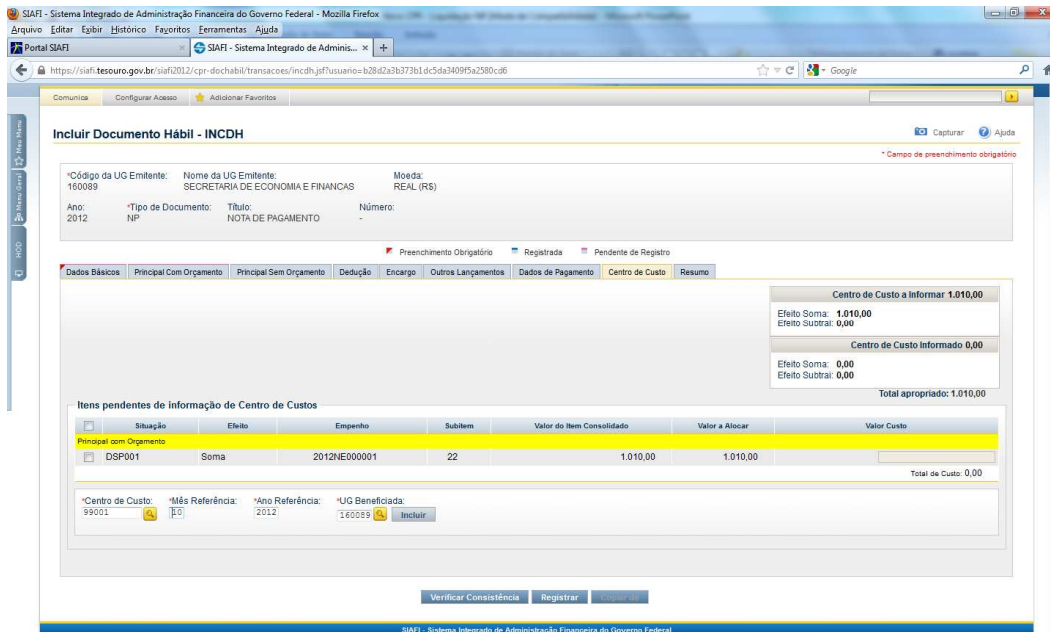 SIAFI - Sistema Integrado de Administração Financeira do Governo Federal - Mozilla Firefox
Arquivo Editar Exibir Histórico Favoritos Ferramentas Ajuda
Portal SIAFI × SIAFI - Sistema Integrado de Adminis... × +
https://siafi.tesouro.gov.br/siafi2012/cpr-dochabil/transacoes/incdh.jsf?usuario=b28d2a3b373b1dc5da3409f5a2580cd6 Google
Comunica Configurar Acesso Adicionar Favoritos
Meu Menu
Menu Geral
HOD
Incluir Documento Hábil - INCDH Capturar Ajuda
* Campo de preenchimento obrigatório
*Código da UG Emitente: Nome da UG Emitente: Moeda:
160089 SECRETARIA DE ECONOMIA E FINANCAS REAL (R$)
Ano: *Tipo de Documento: Título: Número:
2012 NP NOTA DE PAGAMENTO -
Preenchimento Obrigatório Registrada Pendente de Registro
Dados Básicos Principal Com Orçamento Principal Sem Orçamento Dedução Encargo Outros Lançamentos Dados de Pagamento Centro de Custo Resumo
Centro de Custo a Informar 1.010,00
Efeito Soma: 1.010,00
Efeito Subtrai: 0,00
Centro de Custo Informado 0,00
Efeito Soma: 0,00
Efeito Subtrai: 0,00
Total apropriado: 1.010,00
Itens pendentes de informação de Centro de Custos
Situação Efeito Empenho Subitem Valor do Item Consolidado Valor a Alocar Valor Custo
Principal com Orçamento
DSP001 Soma 2012NE000001 22 1.010,00 1.010,00
Total de Custo: 0,00
*Centro de Custo: *Mês Referência: *Ano Referência: *UG Beneficiada:
99001 10 2012 160089 Incluir
Verificar Consistência Registrar
SIAFI - Sistema Integrado de Administração Financeira do Governo Federal